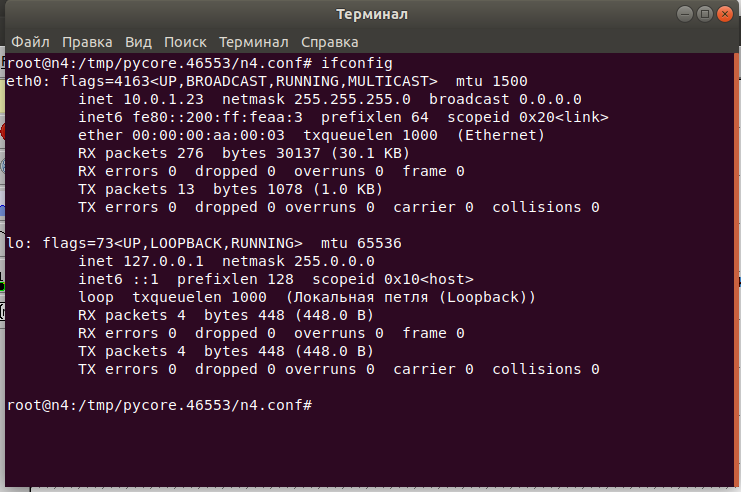 Терминал
Файл Правка Вид Поиск Терминал Справка
root@n4:/tmp/pycore.46553/n4.conf# ifconfig
eth0: flags=4163<UP,BROADCAST,RUNNING,MULTICAST>  mtu 1500
        inet 10.0.1.23  netmask 255.255.255.0  broadcast 0.0.0.0
        inet6 fe80::200:ff:feaa:3  prefixlen 64  scopeid 0x20<link>
        ether 00:00:00:aa:00:03  txqueuelen 1000  (Ethernet)
        RX packets 276  bytes 30137 (30.1 KB)
        RX errors 0  dropped 0  overruns 0  frame 0
        TX packets 13  bytes 1078 (1.0 KB)
        TX errors 0  dropped 0 overruns 0  carrier 0  collisions 0

lo: flags=73<UP,LOOPBACK,RUNNING>  mtu 65536
        inet 127.0.0.1  netmask 255.0.0.0
        inet6 ::1  prefixlen 128  scopeid 0x10<host>
        loop  txqueuelen 1000  (Локальная петля (Loopback))
        RX packets 4  bytes 448 (448.0 B)
        RX errors 0  dropped 0  overruns 0  frame 0
        TX packets 4  bytes 448 (448.0 B)
        TX errors 0  dropped 0 overruns 0  carrier 0  collisions 0

root@n4:/tmp/pycore.46553/n4.conf#